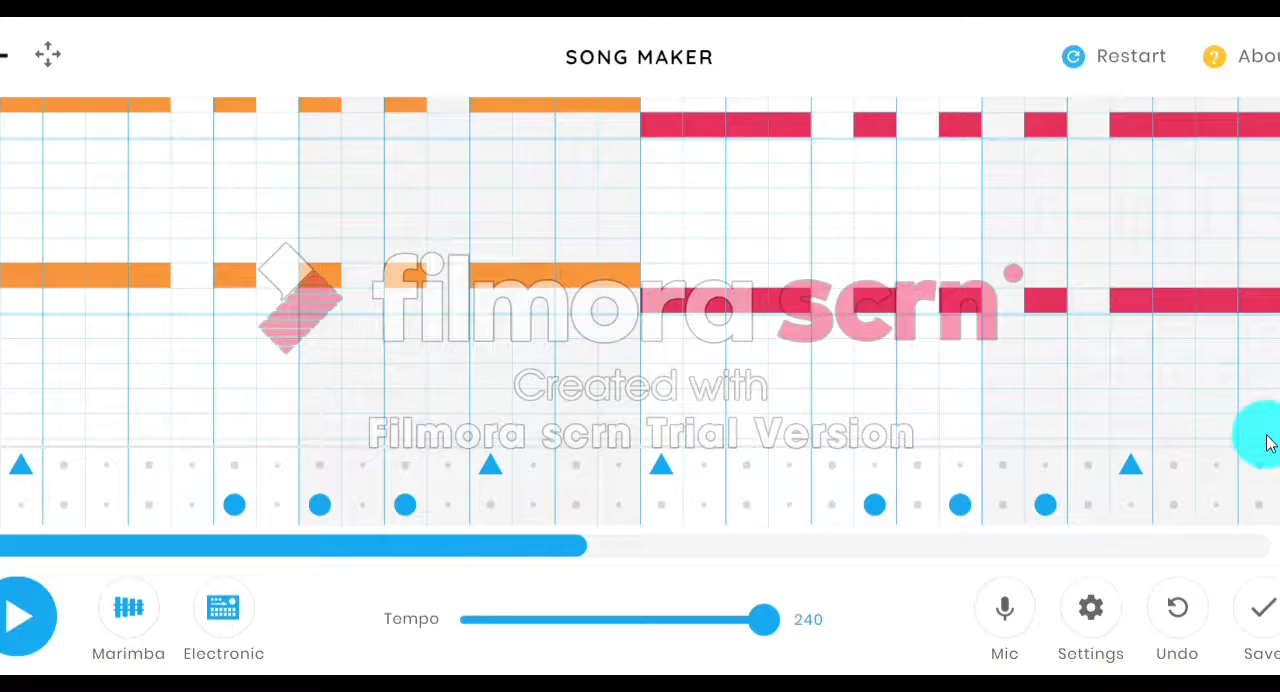 SONG MAKER
Restart
? Abou
filmora scrn
Created with
Filmora scrn Trial Version
Tempo
240
Marimba
Electronic
Mic
Settings
Undo
Save